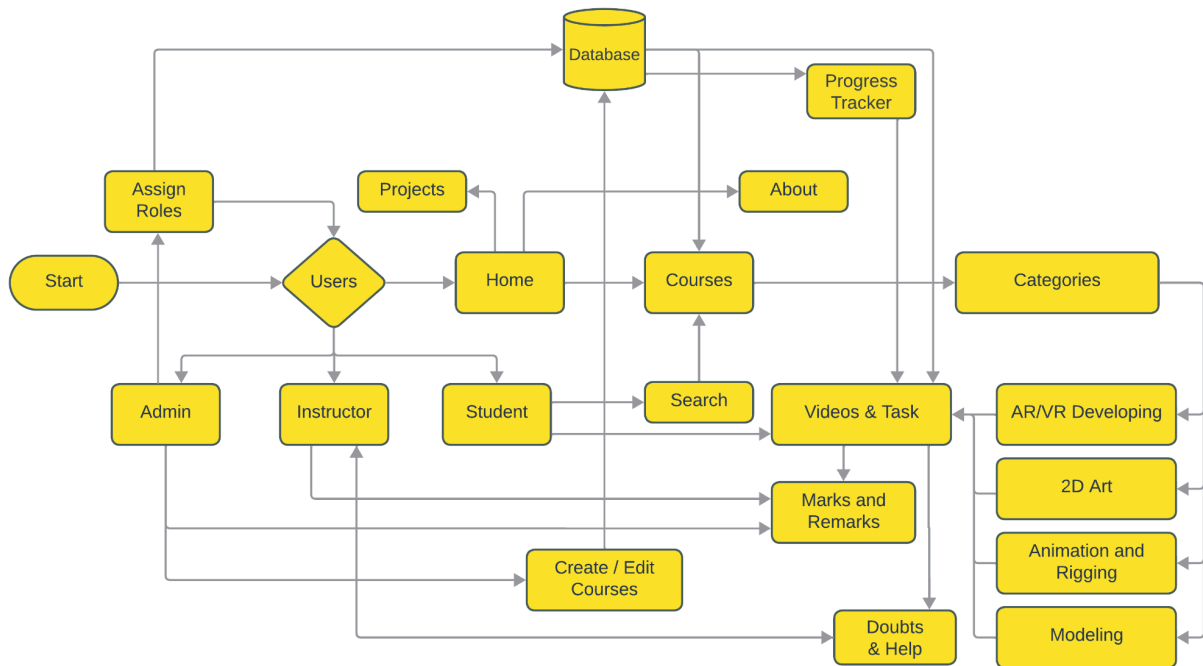 Database
Progress
Tracker
Assign
Roles
Projects
About
Start
Users
Home
Courses
Categories
Admin
Instructor
Student
Search
Videos & Task
AR/VR Developing
Marks and
Remarks
2D Art
Create / Edit
Courses
Animation and
Rigging
Doubts
& Help
Modeling